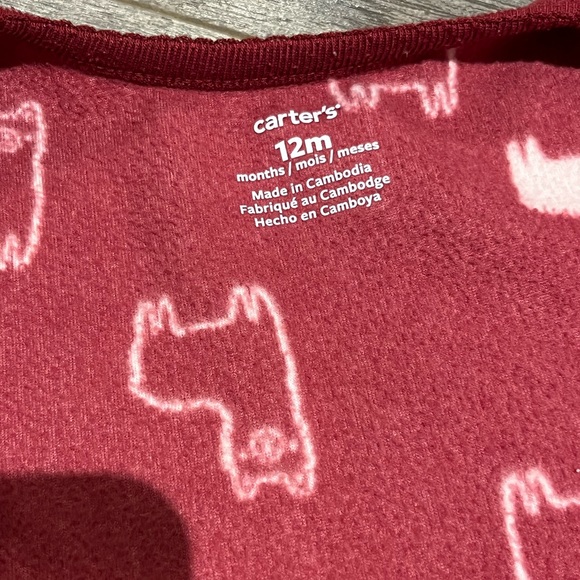 carter's
12m
months / mois / meses
Made in Cambodia
Fabriqué au Cambodge
Hecho en Camboya